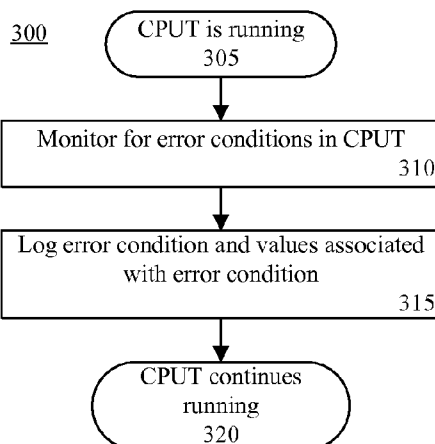 300
CPUT is running
305
Monitor for error conditions in CPUT
310
Log error condition and values associated
with error condition
315
CPUT continues
running
320